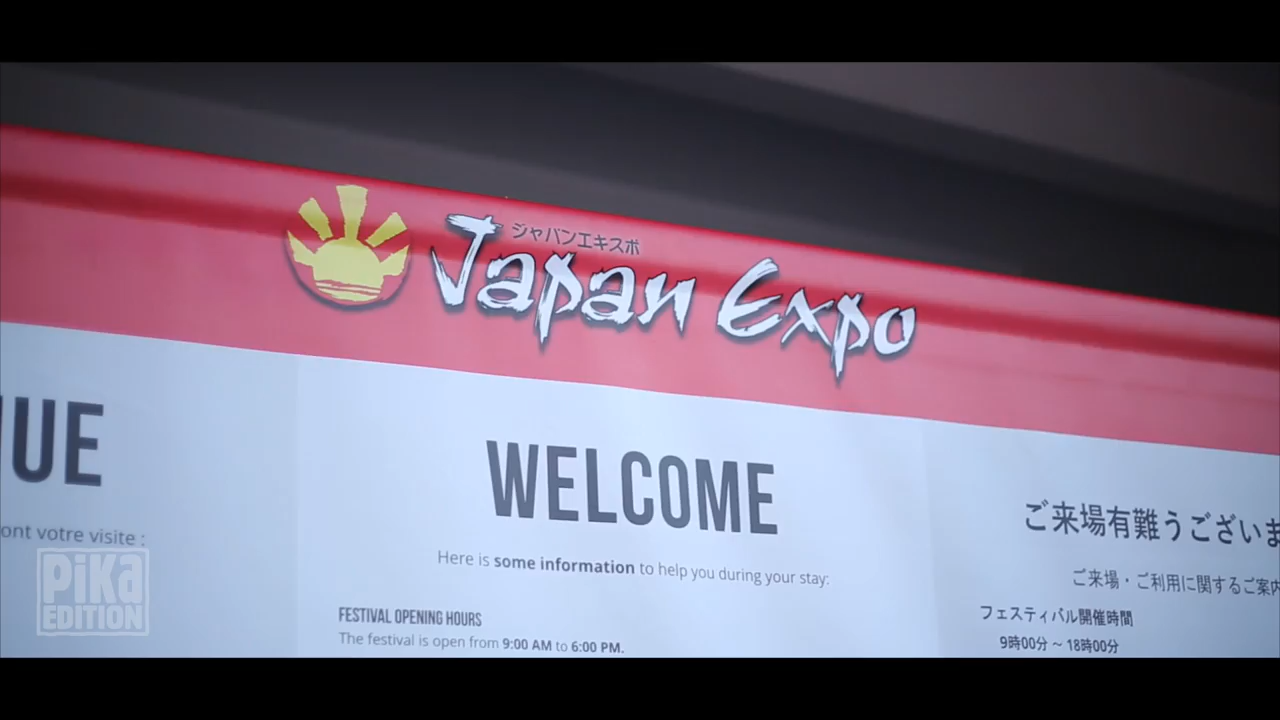 ジャパンエキスポ
Japan Expo
UE
ont votre visite :
WELCOME
Here is some information to help you during your stay:
FESTIVAL OPENING HOURS
The festival is open from 9:00 AM to 6:00 PM.
ご来場有難うございま
ご来場・ご利用に関するご案内
フェスティバル開催時間
9時00分 ~ 18時00分
PIKA
EDITION